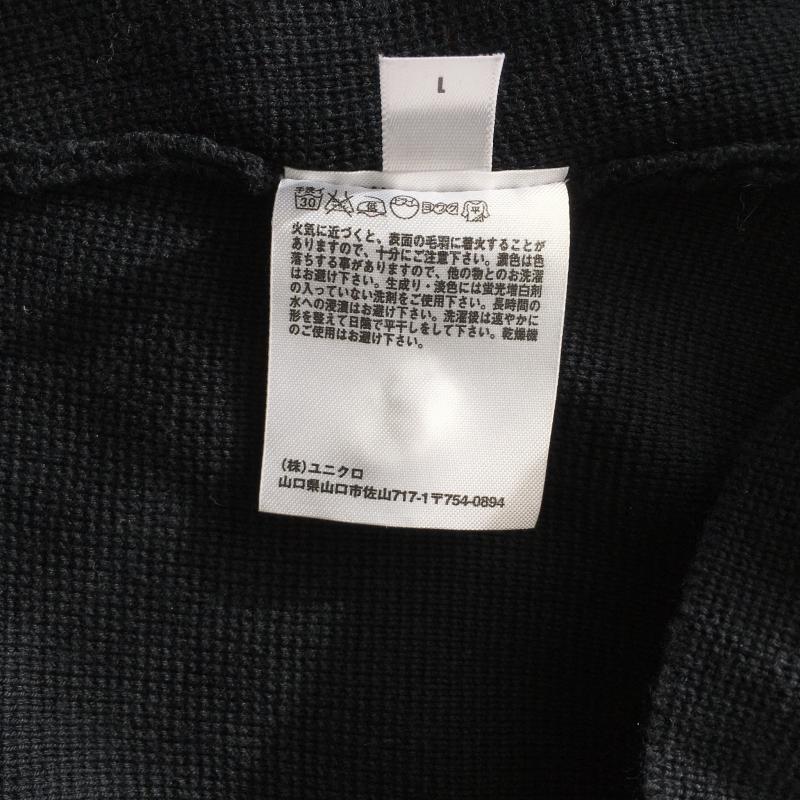 L
手洗イ
30 低 ドライ ヨワク 平
火気に近づくと、表面の毛羽に着火することが
ありますので、十分にご注意下さい。濃色は色
落ちする事がありますので、他の物とのお洗濯
はお避け下さい。生成り・淡色には蛍光増白剤
の入っていない洗剤をご使用下さい。長時間の
水への浸漬はお避け下さい。洗濯後は速やかに
形を整えて日陰で平干しをして下さい。乾燥機
のご使用はお避け下さい。
(株)ユニクロ
山口県山口市佐山717-1〒754-0894